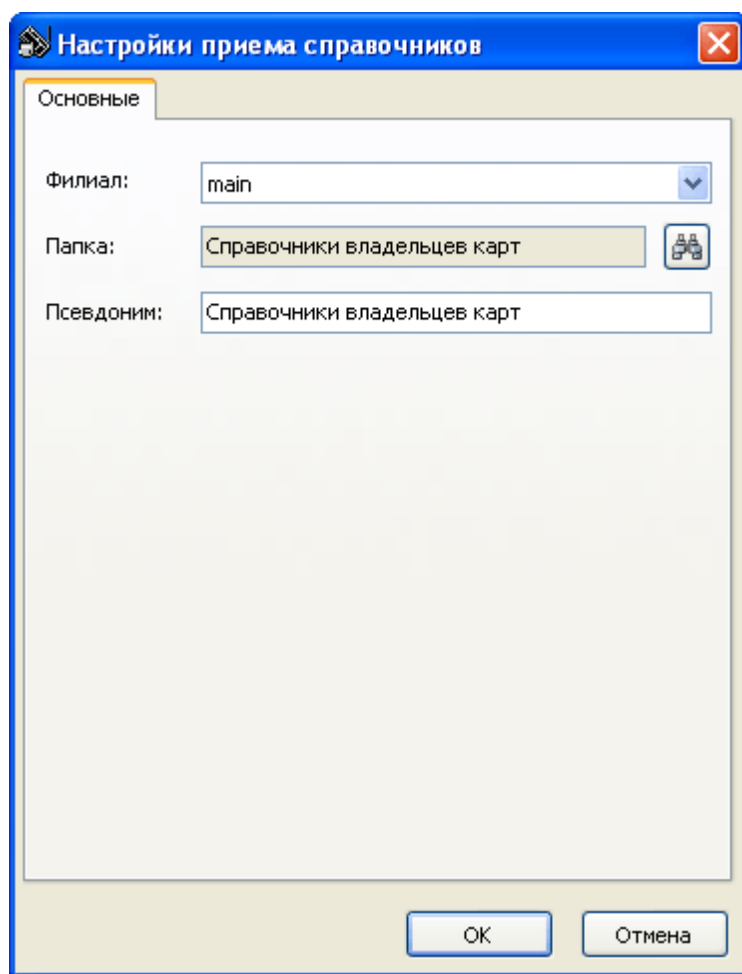 Настройки приема справочников
Основные
Филиал: main
Папка: Справочники владельцев карт
Псевдоним: Справочники владельцев карт
OK Отмена